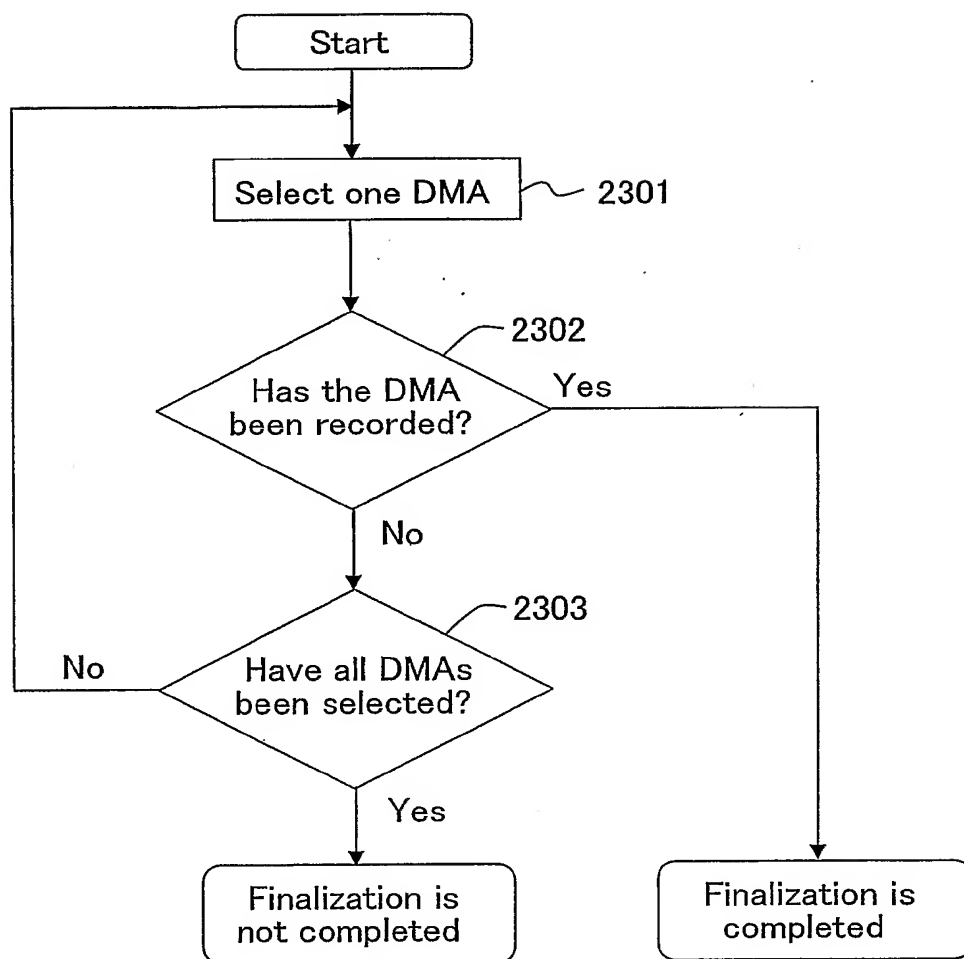 Start
Select one DMA
2301
2302
Has the DMA
been recorded?
Yes
No
2303
Have all DMAs
been selected?
No
Yes
Finalization is
not completed
Finalization is
completed